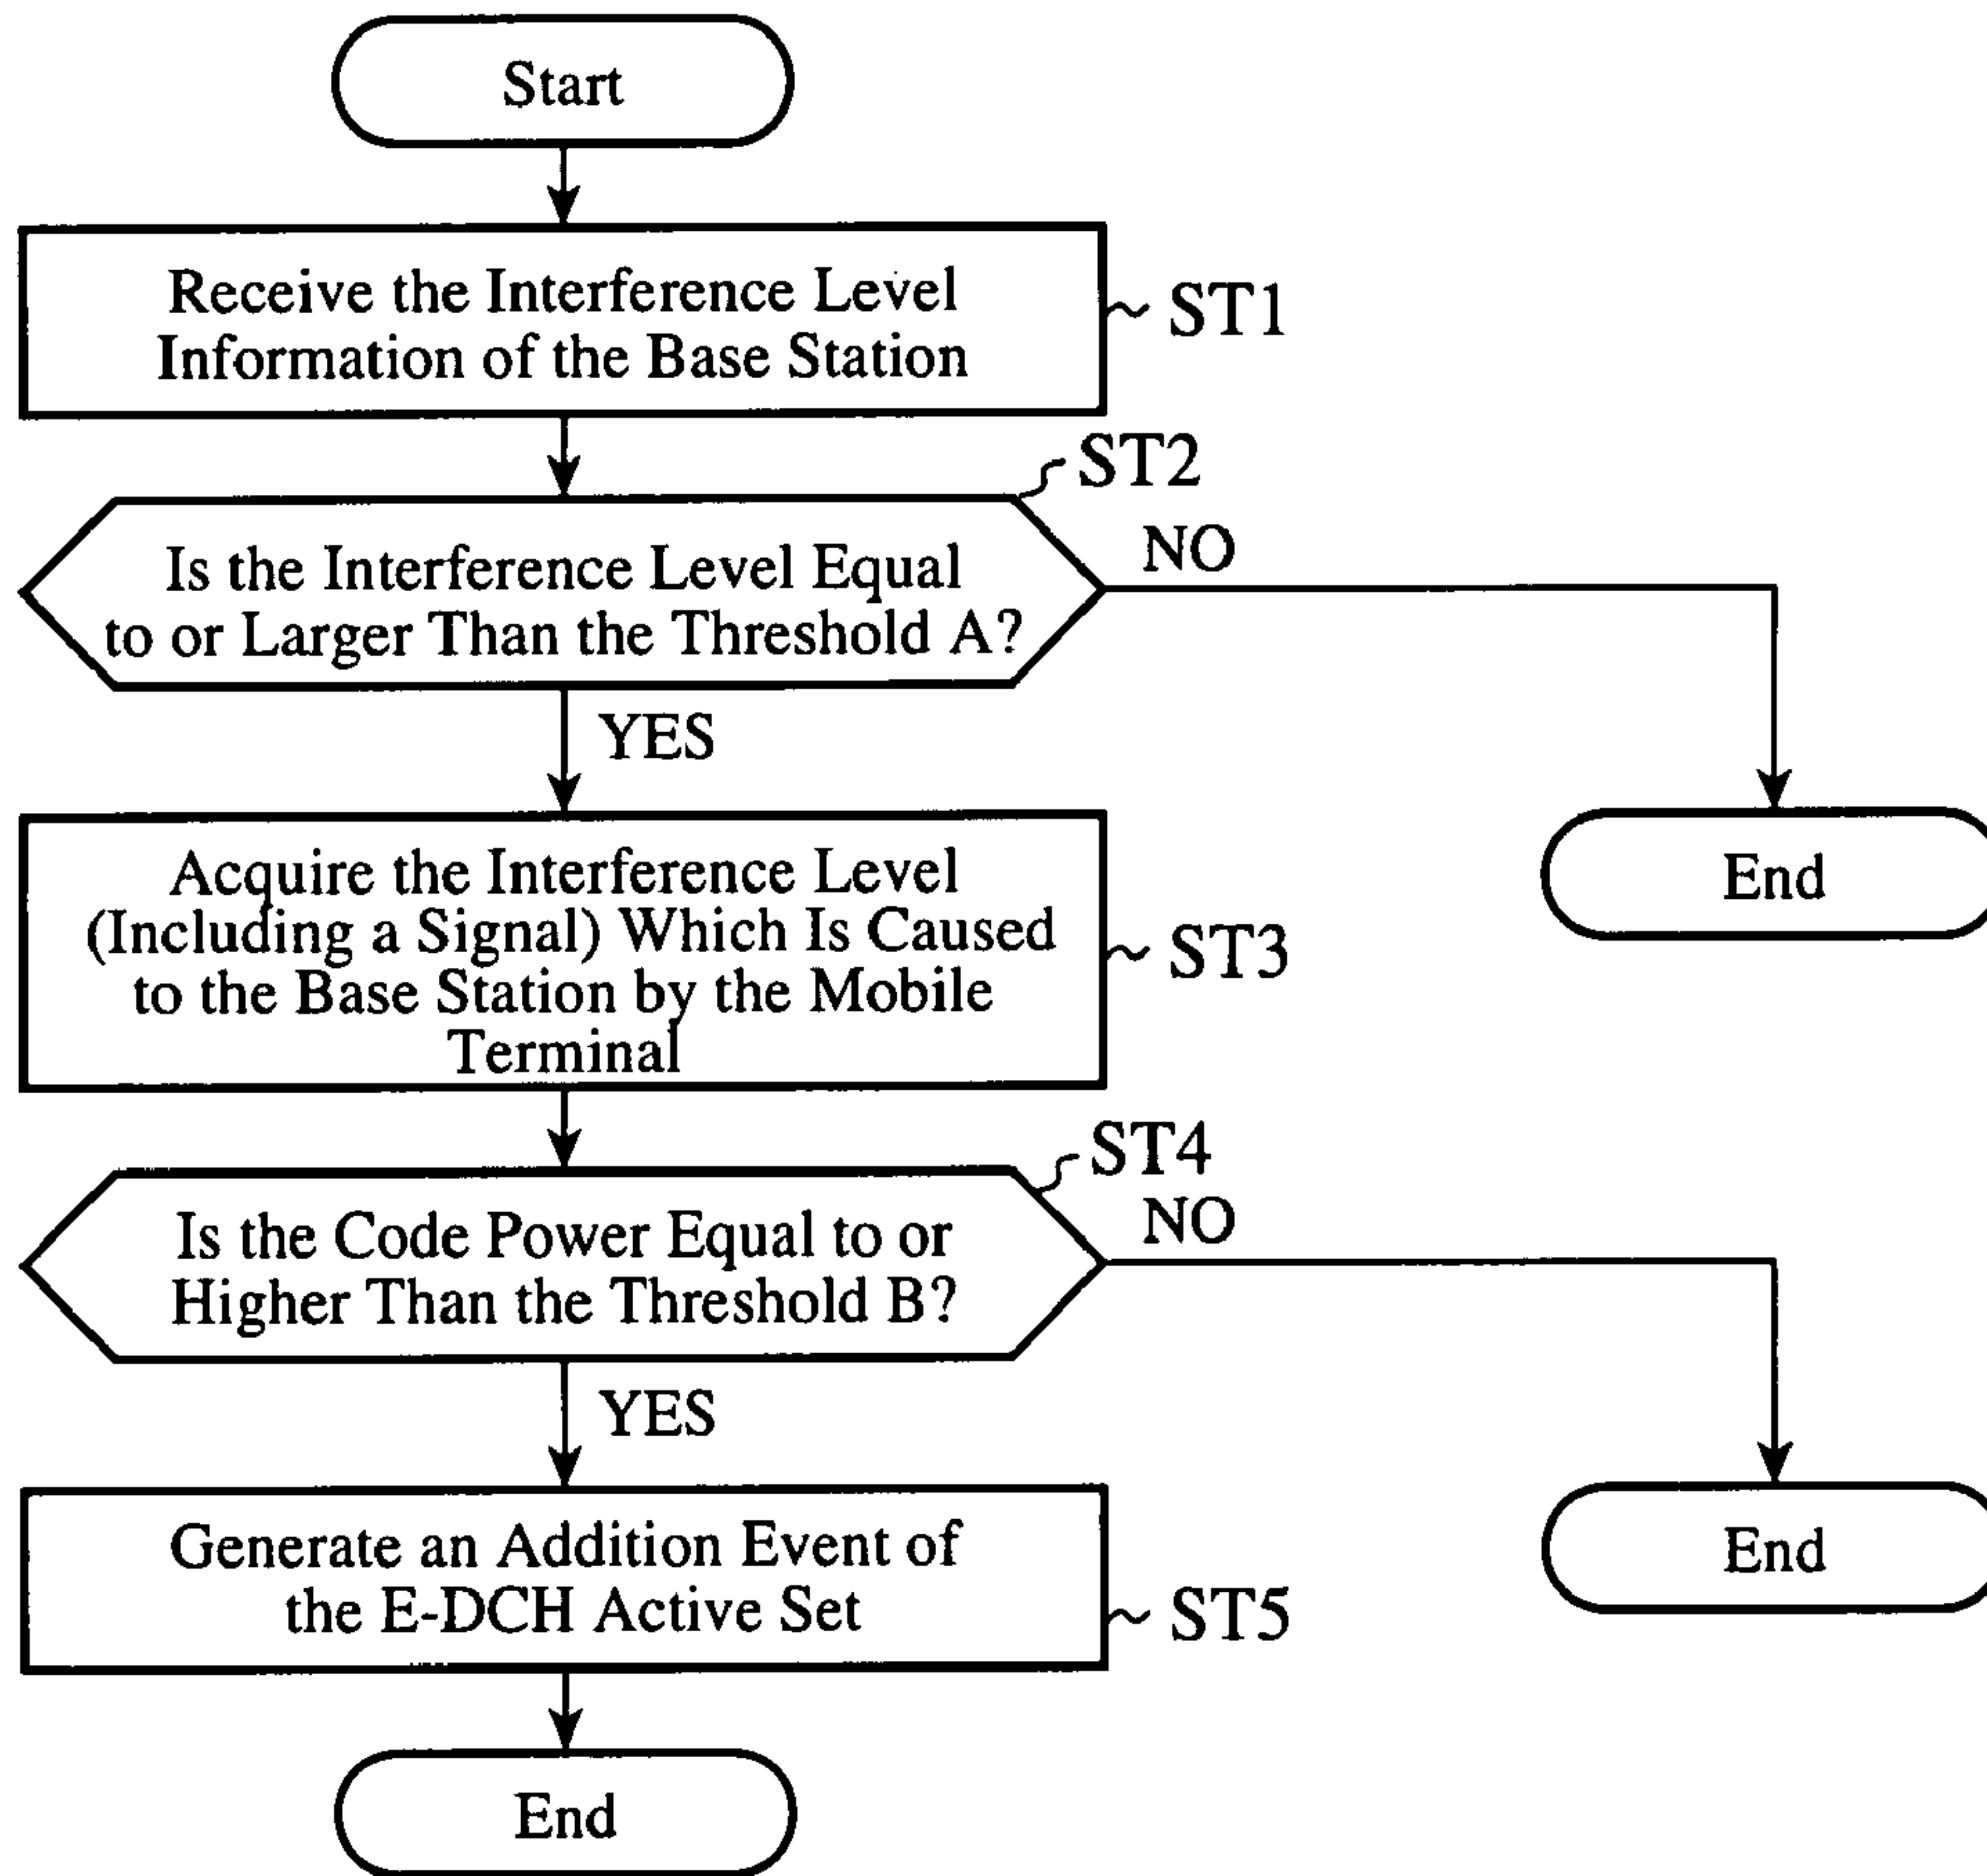 Start
Receive the Interference Level
Information of the Base Station
ST1
ST2
Is the Interference Level Equal
to or Larger Than the Threshold A?
NO
YES
Acquire the Interference Level
(Including a Signal) Which Is Caused
to the Base Station by the Mobile
Terminal
ST3
End
ST4
Is the Code Power Equal to or
Higher Than the Threshold B?
NO
YES
Generate an Addition Event of
the E-DCH Active Set
ST5
End
End